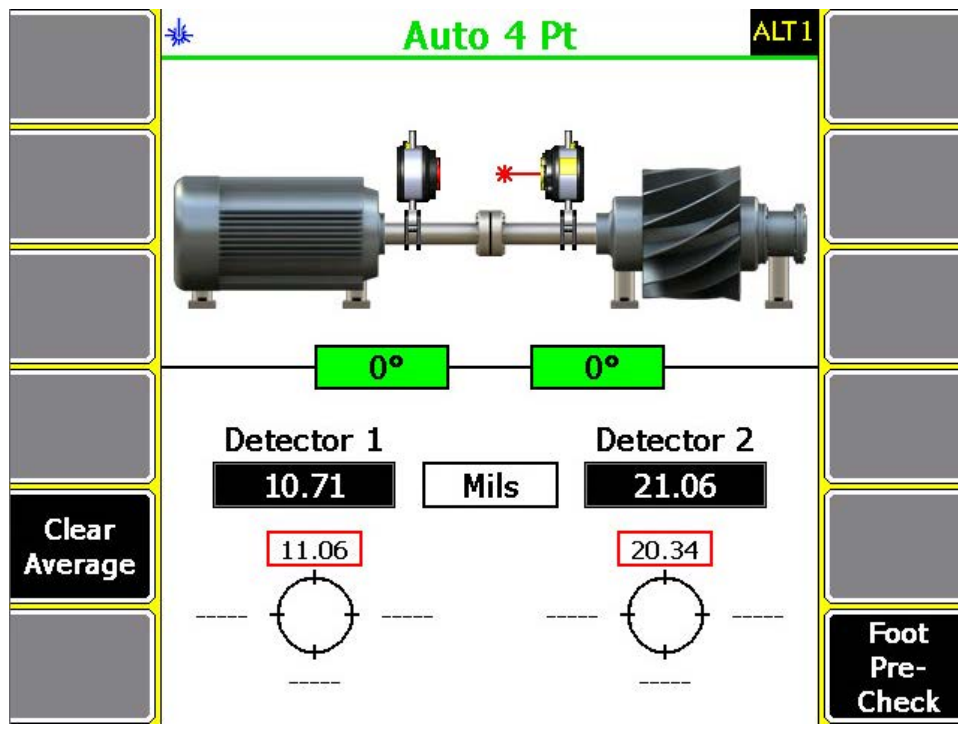 Auto 4 Pt
ALT1
0°
0°
Detector 1
Detector 2
10.71
Mils
21.06
Clear
Average
11.06
20.34
-----
-----
-----
-----
-----
-----
Foot
Pre-
Check